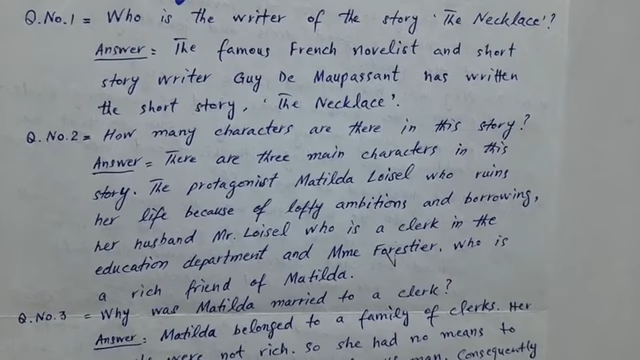 Q.No.1 = Who is the writer of the story 'The Necklace'?
Answer = The famous French novelist and short
story writer Guy De Maupassant has written
the short story, 'The Necklace'.
Q.No.2 = How many characters are there in this story?
Answer = There are three main characters in this
story. The protagonist Matilda Loisel who ruins
her life because of lofty ambitions and borrowing,
her husband Mr. Loisel who is a clerk in the
education department and Mme Forestier, who is
a rich friend of Matilda.
Q.No.3 = Why was Matilda married to a clerk?
Answer: Matilda belonged to a family of clerks. Her
were not rich. So she had no means to
man. Consequently